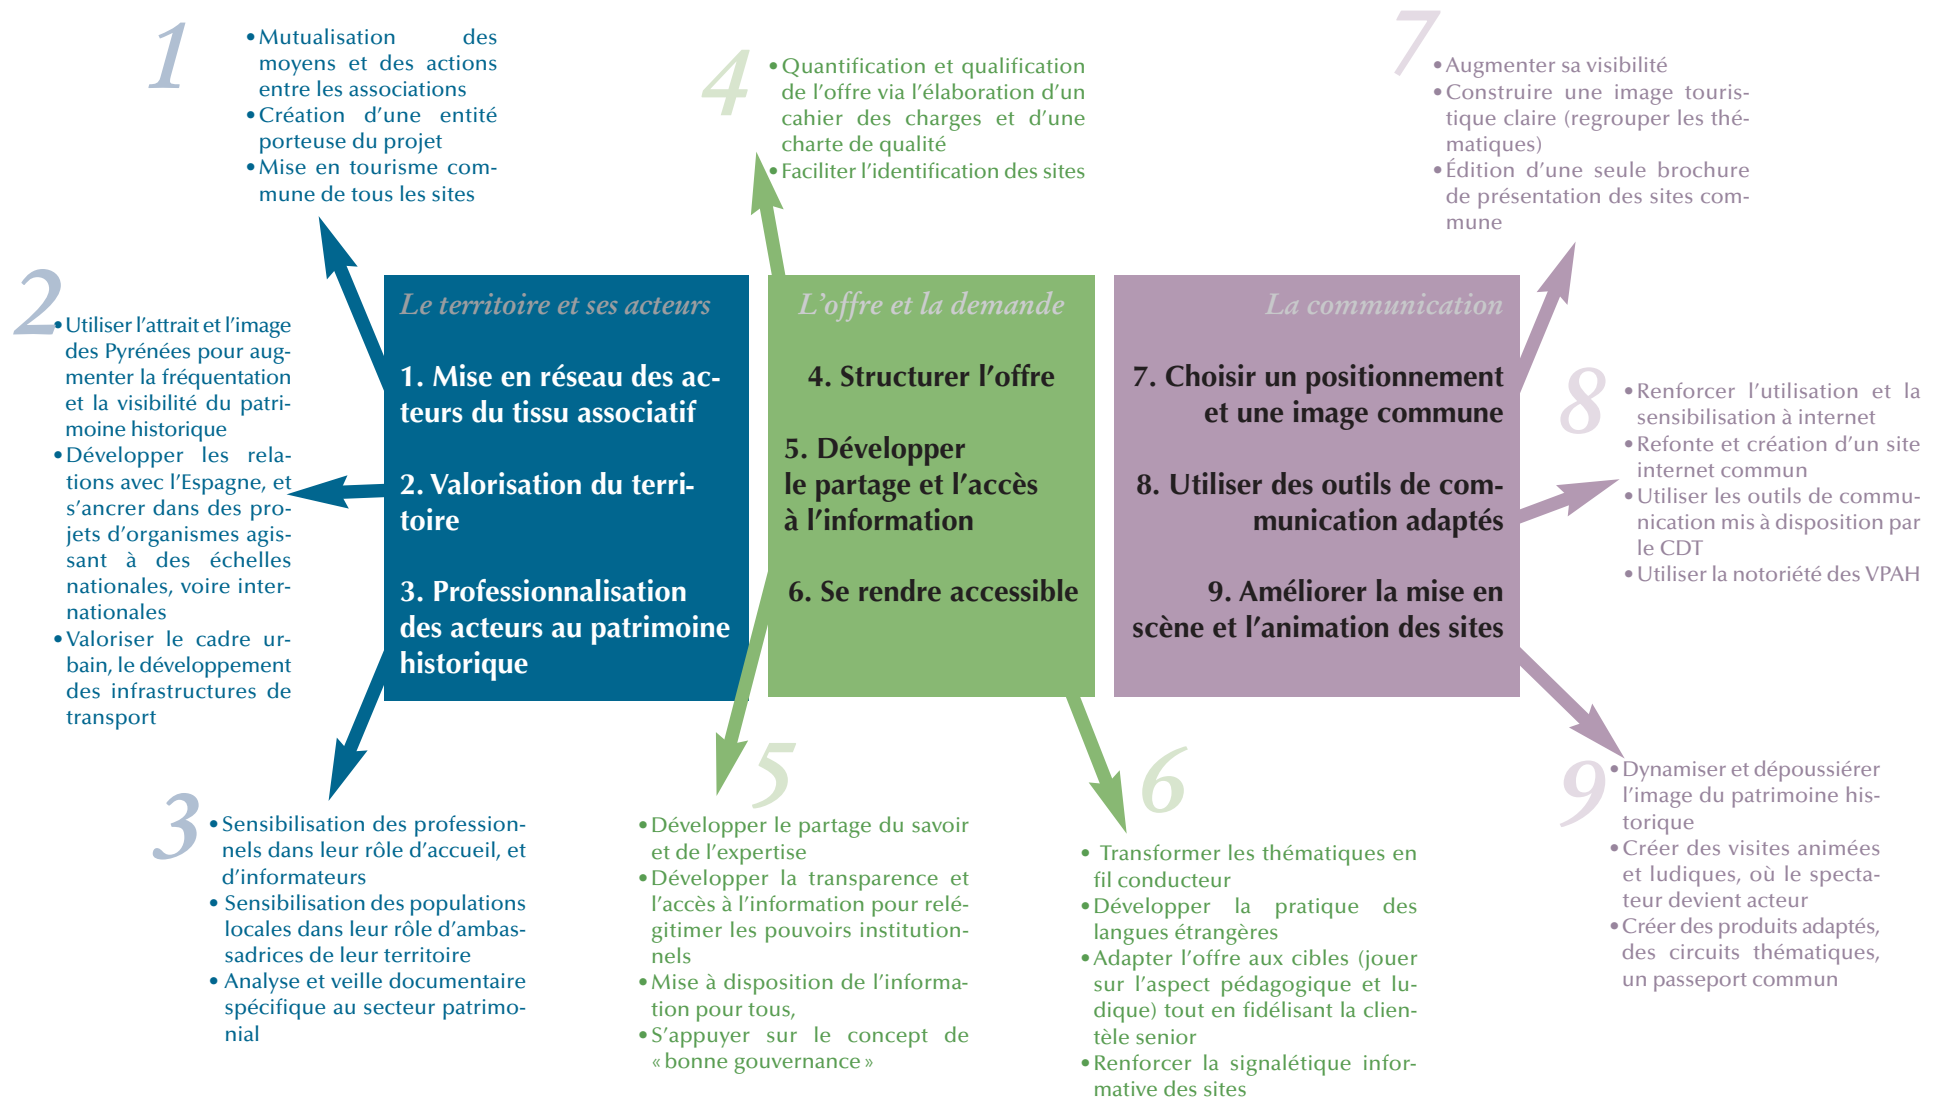 1
•Mutualisation des
moyens et des actions
entre les associations
•Création d'une entité
porteuse du projet
•Mise en tourisme com-
mune de tous les sites
2
•Utiliser l'attrait et l'image
des Pyrénées pour aug-
menter la fréquentation
et la visibilité du patri-
moine historique
•Développer les rela-
tions avec l'Espagne, et
s'ancrer dans des pro-
jets d'organismes agis-
sant à des échelles
nationales, voire inter-
nationales
•Valoriser le cadre ur-
bain, le développement
des infrastructures de
transport
3
•Sensibilisation des profession-
nels dans leur rôle d'accueil, et
d'informateurs
• Sensibilisation des populations
locales dans leur rôle d'ambas-
sadrices de leur territoire
• Analyse et veille documentaire
spécifique au secteur patrimo-
nial
Le territoire et ses acteurs
1. Mise en réseau des ac-
teurs du tissu associatif
2. Valorisation du terri-
toire
3. Professionnalisation
des acteurs au patrimoine
historique
4
•Quantification et qualification
de l'offre via l'élaboration d'un
cahier des charges et d'une
charte de qualité
•Faciliter l'identification des sites
L'offre et la demande
4. Structurer l'offre
5. Développer
le partage et l'accès
à l'information
6. Se rendre accessible
5
•Développer le partage du savoir
et de l'expertise
•Développer la transparence et
l'accès à l'information pour relé-
gitimer les pouvoirs institution-
nels
•Mise à disposition de l'informa-
tion pour tous,
•S'appuyer sur le concept de
«bonne gouvernance»
6
• Transformer les thématiques en
fil conducteur
•Développer la pratique des
langues étrangères
•Adapter l'offre aux cibles (jouer
sur l'aspect pédagogique et lu-
dique) tout en fidélisant la clien-
tèle senior
•Renforcer la signalétique infor-
mative des sites
7
•Augmenter sa visibilité
•Construire une image touris-
tique claire (regrouper les thé-
matiques)
•Édition d'une seule brochure
de présentation des sites com-
mune
La communication
7. Choisir un positionnement
et une image commune
8. Utiliser des outils de com-
munication adaptés
9. Améliorer la mise en
scène et l'animation des sites
8
•Renforcer l'utilisation et la
sensibilisation à internet
•Refonte et création d'un site
internet commun
•Utiliser les outils de commu-
nication mis à disposition par
le CDT
•Utiliser la notoriété des VPAH
9
•Dynamiser et dépoussiérer
l'image du patrimoine his-
torique
•Créer des visites animées
et ludiques, où le specta-
teur devient acteur
•Créer des produits adaptés,
des circuits thématiques,
un passeport commun